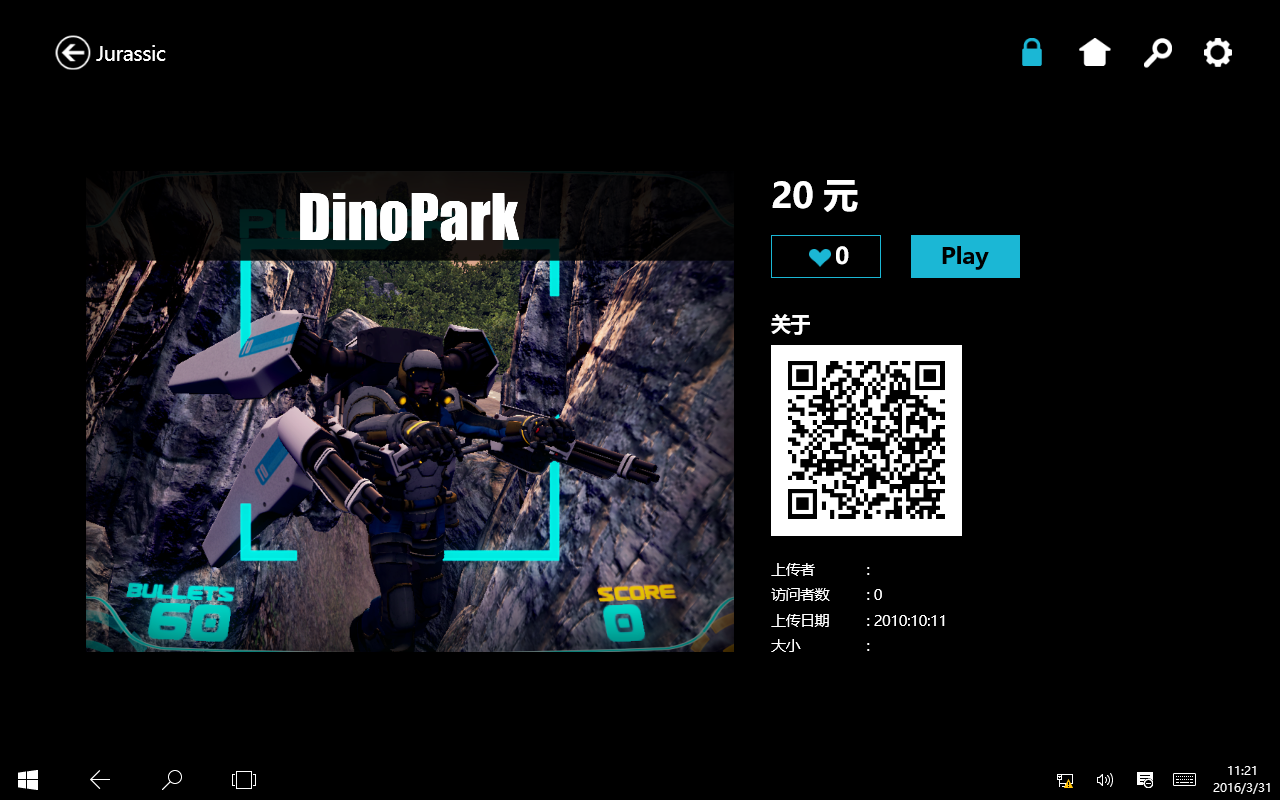 Jurassic
DinoPark
20 元
0
Play
关于
BULLETS
60
SCORE
0
上传者 :
访问者数 : 0
上传日期 : 2010:10:11
大小 :
11:21
2016/3/31